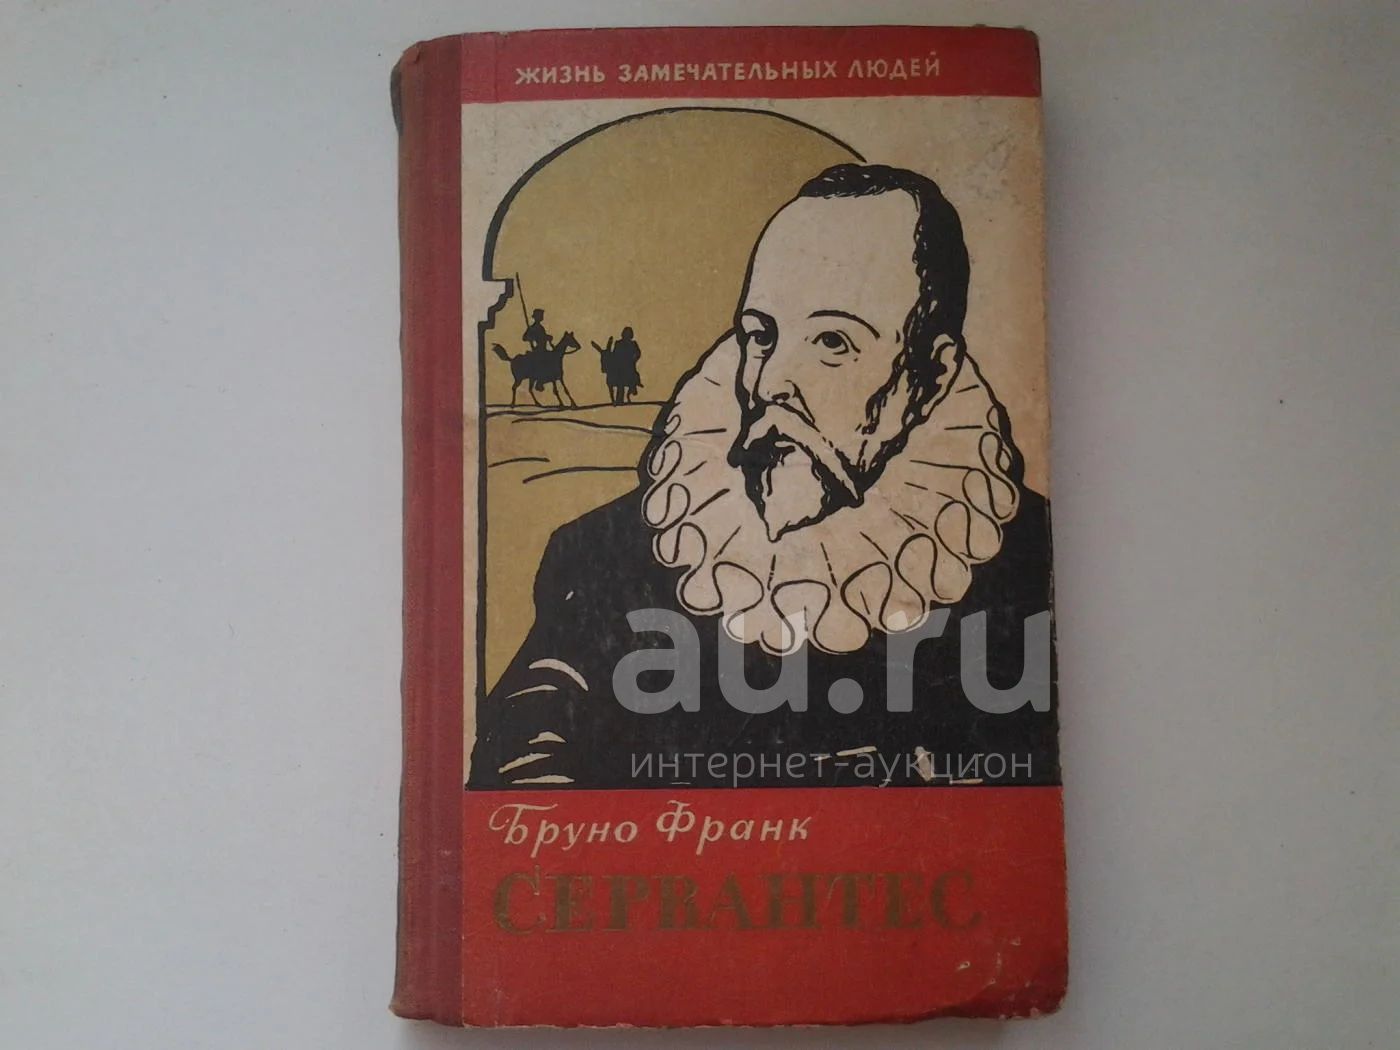 ЖИЗНЬ ЗАМЕЧАТЕЛЬНЫХ ЛЮДЕЙ
au.ru
интернет-аукцион
Бруно Франк
СЕРВАНТЕС